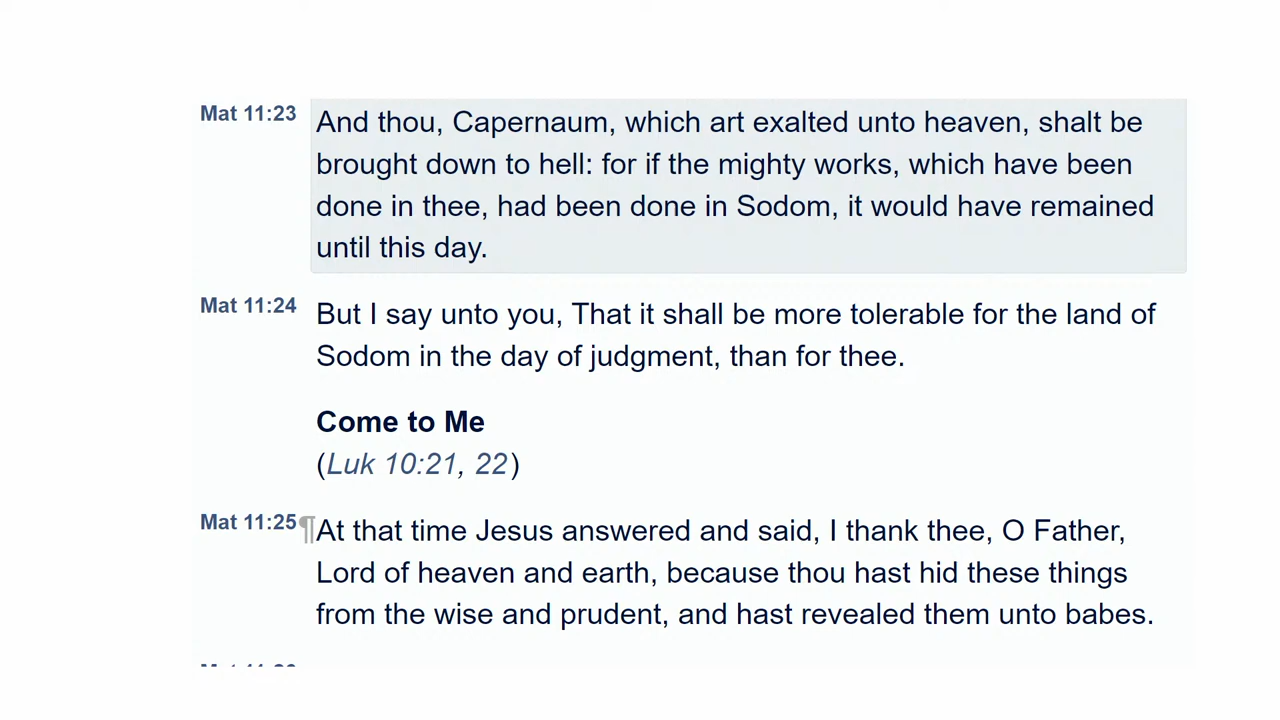 Mat 11:23 And thou, Capernaum, which art exalted unto heaven, shalt be
brought down to hell: for if the mighty works, which have been
done in thee, had been done in Sodom, it would have remained
until this day.
Mat 11:24 But I say unto you, That it shall be more tolerable for the land of
Sodom in the day of judgment, than for thee.
Come to Me
(Luk 10:21, 22)
Mat 11:25 ¶At that time Jesus answered and said, I thank thee, O Father,
Lord of heaven and earth, because thou hast hid these things
from the wise and prudent, and hast revealed them unto babes.